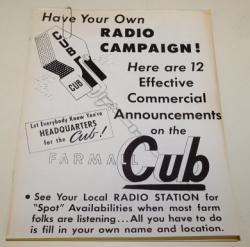 Have Your Own
RADIO
CAMPAIGN!
CUB
CUB
Here are 12
Effective
Commercial
Announcements
on the
Let Everybody Know You're
HEADQUARTERS
for the Cub!
FARMALL
Cub
• See Your Local RADIO STATION for
"Spot" Availabilities when most farm
folks are listening...All you have to do
is fill in your own name and location.